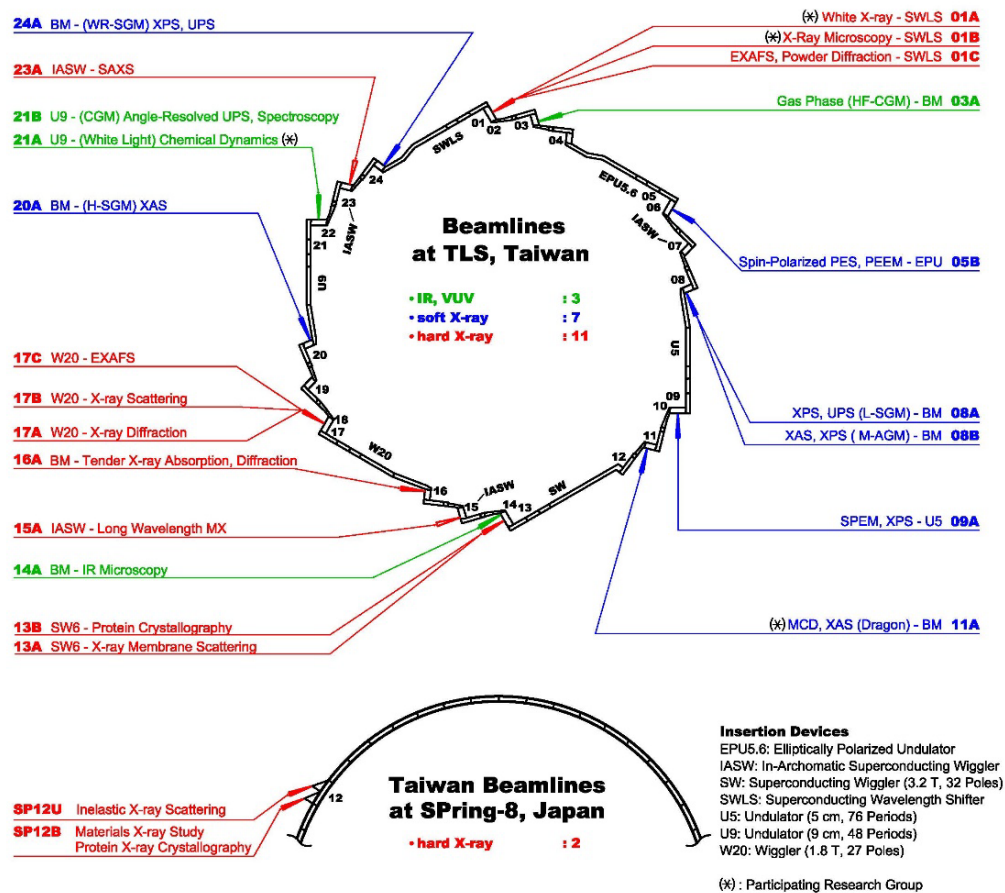 24A BM - (WR-SGM) XPS, UPS
23A IASW - SAXS
21B U9 - (CGM) Angle-Resolved UPS, Spectroscopy
21A U9 - (White Light) Chemical Dynamics (*)
20A BM - (H-SGM) XAS
17C W20 - EXAFS
17B W20 - X-ray Scattering
17A W20 - X-ray Diffraction
16A BM - Tender X-ray Absorption, Diffraction
15A IASW - Long Wavelength MX
14A BM - IR Microscopy
13B SW6 - Protein Crystallography
13A SW6 - X-ray Membrane Scattering
(*) White X-ray - SWLS 01A
(*)X-Ray Microscopy - SWLS 01B
EXAFS, Powder Diffraction - SWLS 01C
Gas Phase (HF-CGM) - BM 03A
Spin-Polarized PES, PEEM - EPU 05B
XPS, UPS (L-SGM) - BM 08A
XAS, XPS ( M-AGM) - BM 08B
SPEM, XPS - U5 09A
(*)MCD, XAS (Dragon) - BM 11A
SWLS
01
02
03
04
EPU5.6
05
06
IASW
07
08
U5
09
10
11
12
SW
13
14
IASW
15
16
W20
17
18
19
20
U9
21
22
IASW
23
24
Beamlines
at TLS, Taiwan
• IR, VUV : 3
• soft X-ray : 7
• hard X-ray : 11
SP12U Inelastic X-ray Scattering
SP12B Materials X-ray Study
Protein X-ray Crystallography
12
Taiwan Beamlines
at SPring-8, Japan
• hard X-ray : 2
Insertion Devices
EPU5.6: Elliptically Polarized Undulator
IASW: In-Archomatic Superconducting Wiggler
SW: Superconducting Wiggler (3.2 T, 32 Poles)
SWLS: Superconducting Wavelength Shifter
U5: Undulator (5 cm, 76 Periods)
U9: Undulator (9 cm, 48 Periods)
W20: Wiggler (1.8 T, 27 Poles)
(*) : Participating Research Group